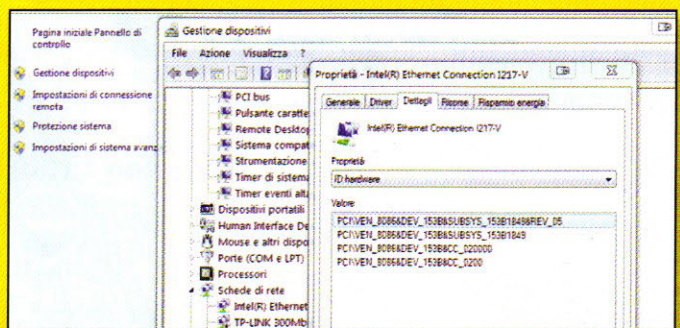 Pagina iniziale Pannello di
controllo
Gestione dispositivi
Impostazioni di connessione
remota
Protezione sistema
Impostazioni di sistema avanz
Gestione dispositivi
File Azione Visualizza ?
PCI bus
Pulsante caratte
Remote Desktop
Sistema compat
Strumentazione
Timer di sistema
Timer eventi alta
Dispositivi portatili
Human Interface De
Mouse e altri dispo
Porte (COM e LPT)
Processori
Schede di rete
Intel(R) Ethernet
TP-LINK 300Mb
Proprietà - Intel(R) Ethernet Connection I217-V
Generale Driver Dettagli Risorse Risparmio energia
Intel(R) Ethernet Connection I217-V
Proprietà
ID hardware
Valore
PCI\VEN_8086&DEV_153B&SUBSYS_153B1849&REV_05
PCI\VEN_8086&DEV_153B&SUBSYS_153B1849
PCI\VEN_8086&DEV_153B&CC_020000
PCI\VEN_8086&DEV_153B&CC_0200